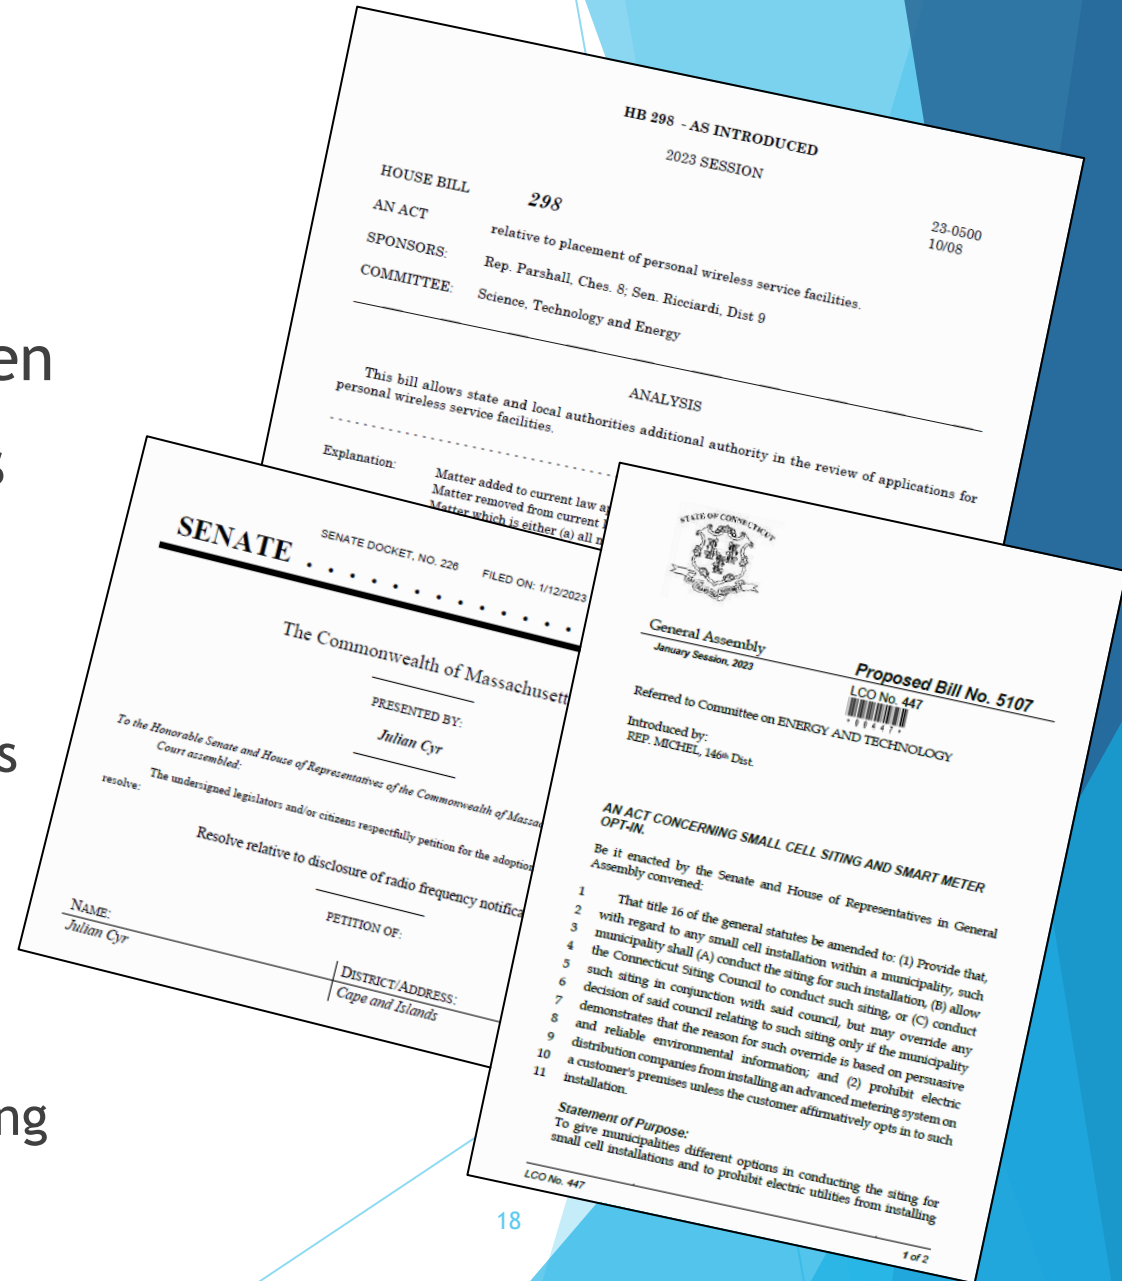 en
s
s
ng
HB 298 - AS INTRODUCED
2023 SESSION
23-0500
10/08
HOUSE BILL 298
AN ACT relative to placement of personal wireless service facilities.
SPONSORS: Rep. Parshall, Ches. 8; Sen. Ricciardi, Dist 9
COMMITTEE: Science, Technology and Energy
ANALYSIS
This bill allows state and local authorities additional authority in the review of applications for
personal wireless service facilities.
Explanation: Matter added to current law ap
Matter removed from current
Matter which is either (a) all n
SENATE DOCKET, NO. 226 FILED ON: 1/12/2023
SENATE . . . . . . . . . . . . .
The Commonwealth of Massachusett
PRESENTED BY:
Julian Cyr
To the Honorable Senate and House of Representatives of the Commonwealth of Massac
Court assembled:
The undersigned legislators and/or citizens respectfully petition for the adoption
resolve:
Resolve relative to disclosure of radio frequency notifica
PETITION OF:
NAME: DISTRICT/ADDRESS:
Julian Cyr Cape and Islands
STATE OF CONNECTICUT
General Assembly
January Session, 2023
Proposed Bill No. 5107
LCO No. 447
*00447*
Referred to Committee on ENERGY AND TECHNOLOGY
Introduced by:
REP. MICHEL, 146th Dist.
AN ACT CONCERNING SMALL CELL SITING AND SMART METER
OPT-IN.
Be it enacted by the Senate and House of Representatives in General
Assembly convened:
1 That title 16 of the general statutes be amended to: (1) Provide that,
2 with regard to any small cell installation within a municipality, such
3 municipality shall (A) conduct the siting for such installation, (B) allow
4 the Connecticut Siting Council to conduct such siting, or (C) conduct
5 such siting in conjunction with said council, but may override any
6 decision of said council relating to such siting only if the municipality
7 demonstrates that the reason for such override is based on persuasive
8 and reliable environmental information; and (2) prohibit electric
9 distribution companies from installing an advanced metering system on
10 a customer's premises unless the customer affirmatively opts in to such
11 installation.
Statement of Purpose:
To give municipalities different options in conducting the siting for
small cell installations and to prohibit electric utilities from installing
LCO No. 447
1 of 2
18